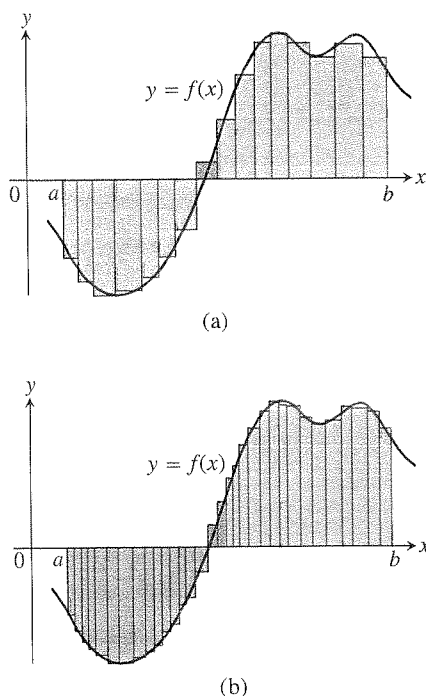 y
y = f(x)
0 a b x
(a)
y
y = f(x)
0 a b x
(b)